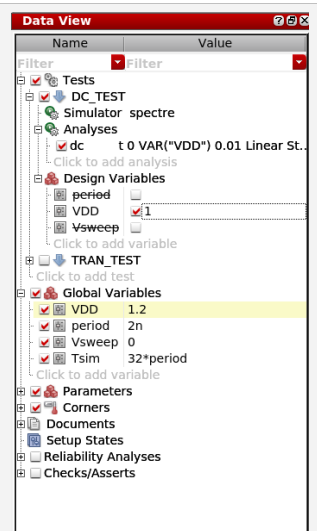 Data View
Name Value
Filter Filter
Tests
DC_TEST
Simulator spectre
Analyses
dc t 0 VAR("VDD") 0.01 Linear St..
Click to add analysis
Design Variables
period
VDD 1
Vsweep
Click to add variable
TRAN_TEST
Click to add test
Global Variables
VDD 1.2
period 2n
Vsweep 0
Tsim 32*period
Click to add variable
Parameters
Corners
Documents
Setup States
Reliability Analyses
Checks/Asserts